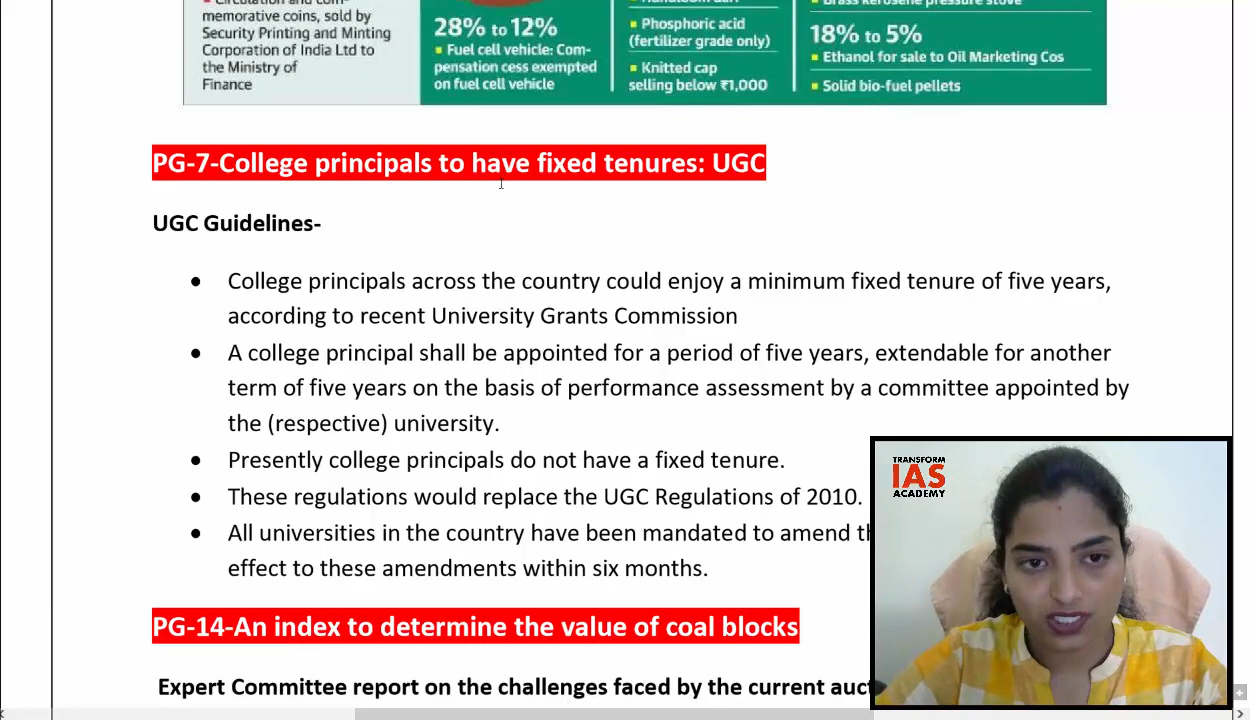 Circulation and com-
memorative coins, sold by
Security Printing and Minting
Corporation of India Ltd to
the Ministry of
Finance
28% to 12%
Fuel cell vehicle: Com-
pensation cess exempted
on fuel cell vehicle
Phosphoric acid
(fertilizer grade only)
Knitted cap
selling below ₹1,000
Brass kerosene pressure stove
18% to 5%
Ethanol for sale to Oil Marketing Cos
Solid bio-fuel pellets
PG-7-College principals to have fixed tenures: UGC
UGC Guidelines-
• College principals across the country could enjoy a minimum fixed tenure of five years,
according to recent University Grants Commission
• A college principal shall be appointed for a period of five years, extendable for another
term of five years on the basis of performance assessment by a committee appointed by
the (respective) university.
• Presently college principals do not have a fixed tenure.
• These regulations would replace the UGC Regulations of 2010.
• All universities in the country have been mandated to amend
effect to these amendments within six months.
PG-14-An index to determine the value of coal blocks
Expert Committee report on the challenges faced by the current
TRANSFORM
IAS
ACADEMY